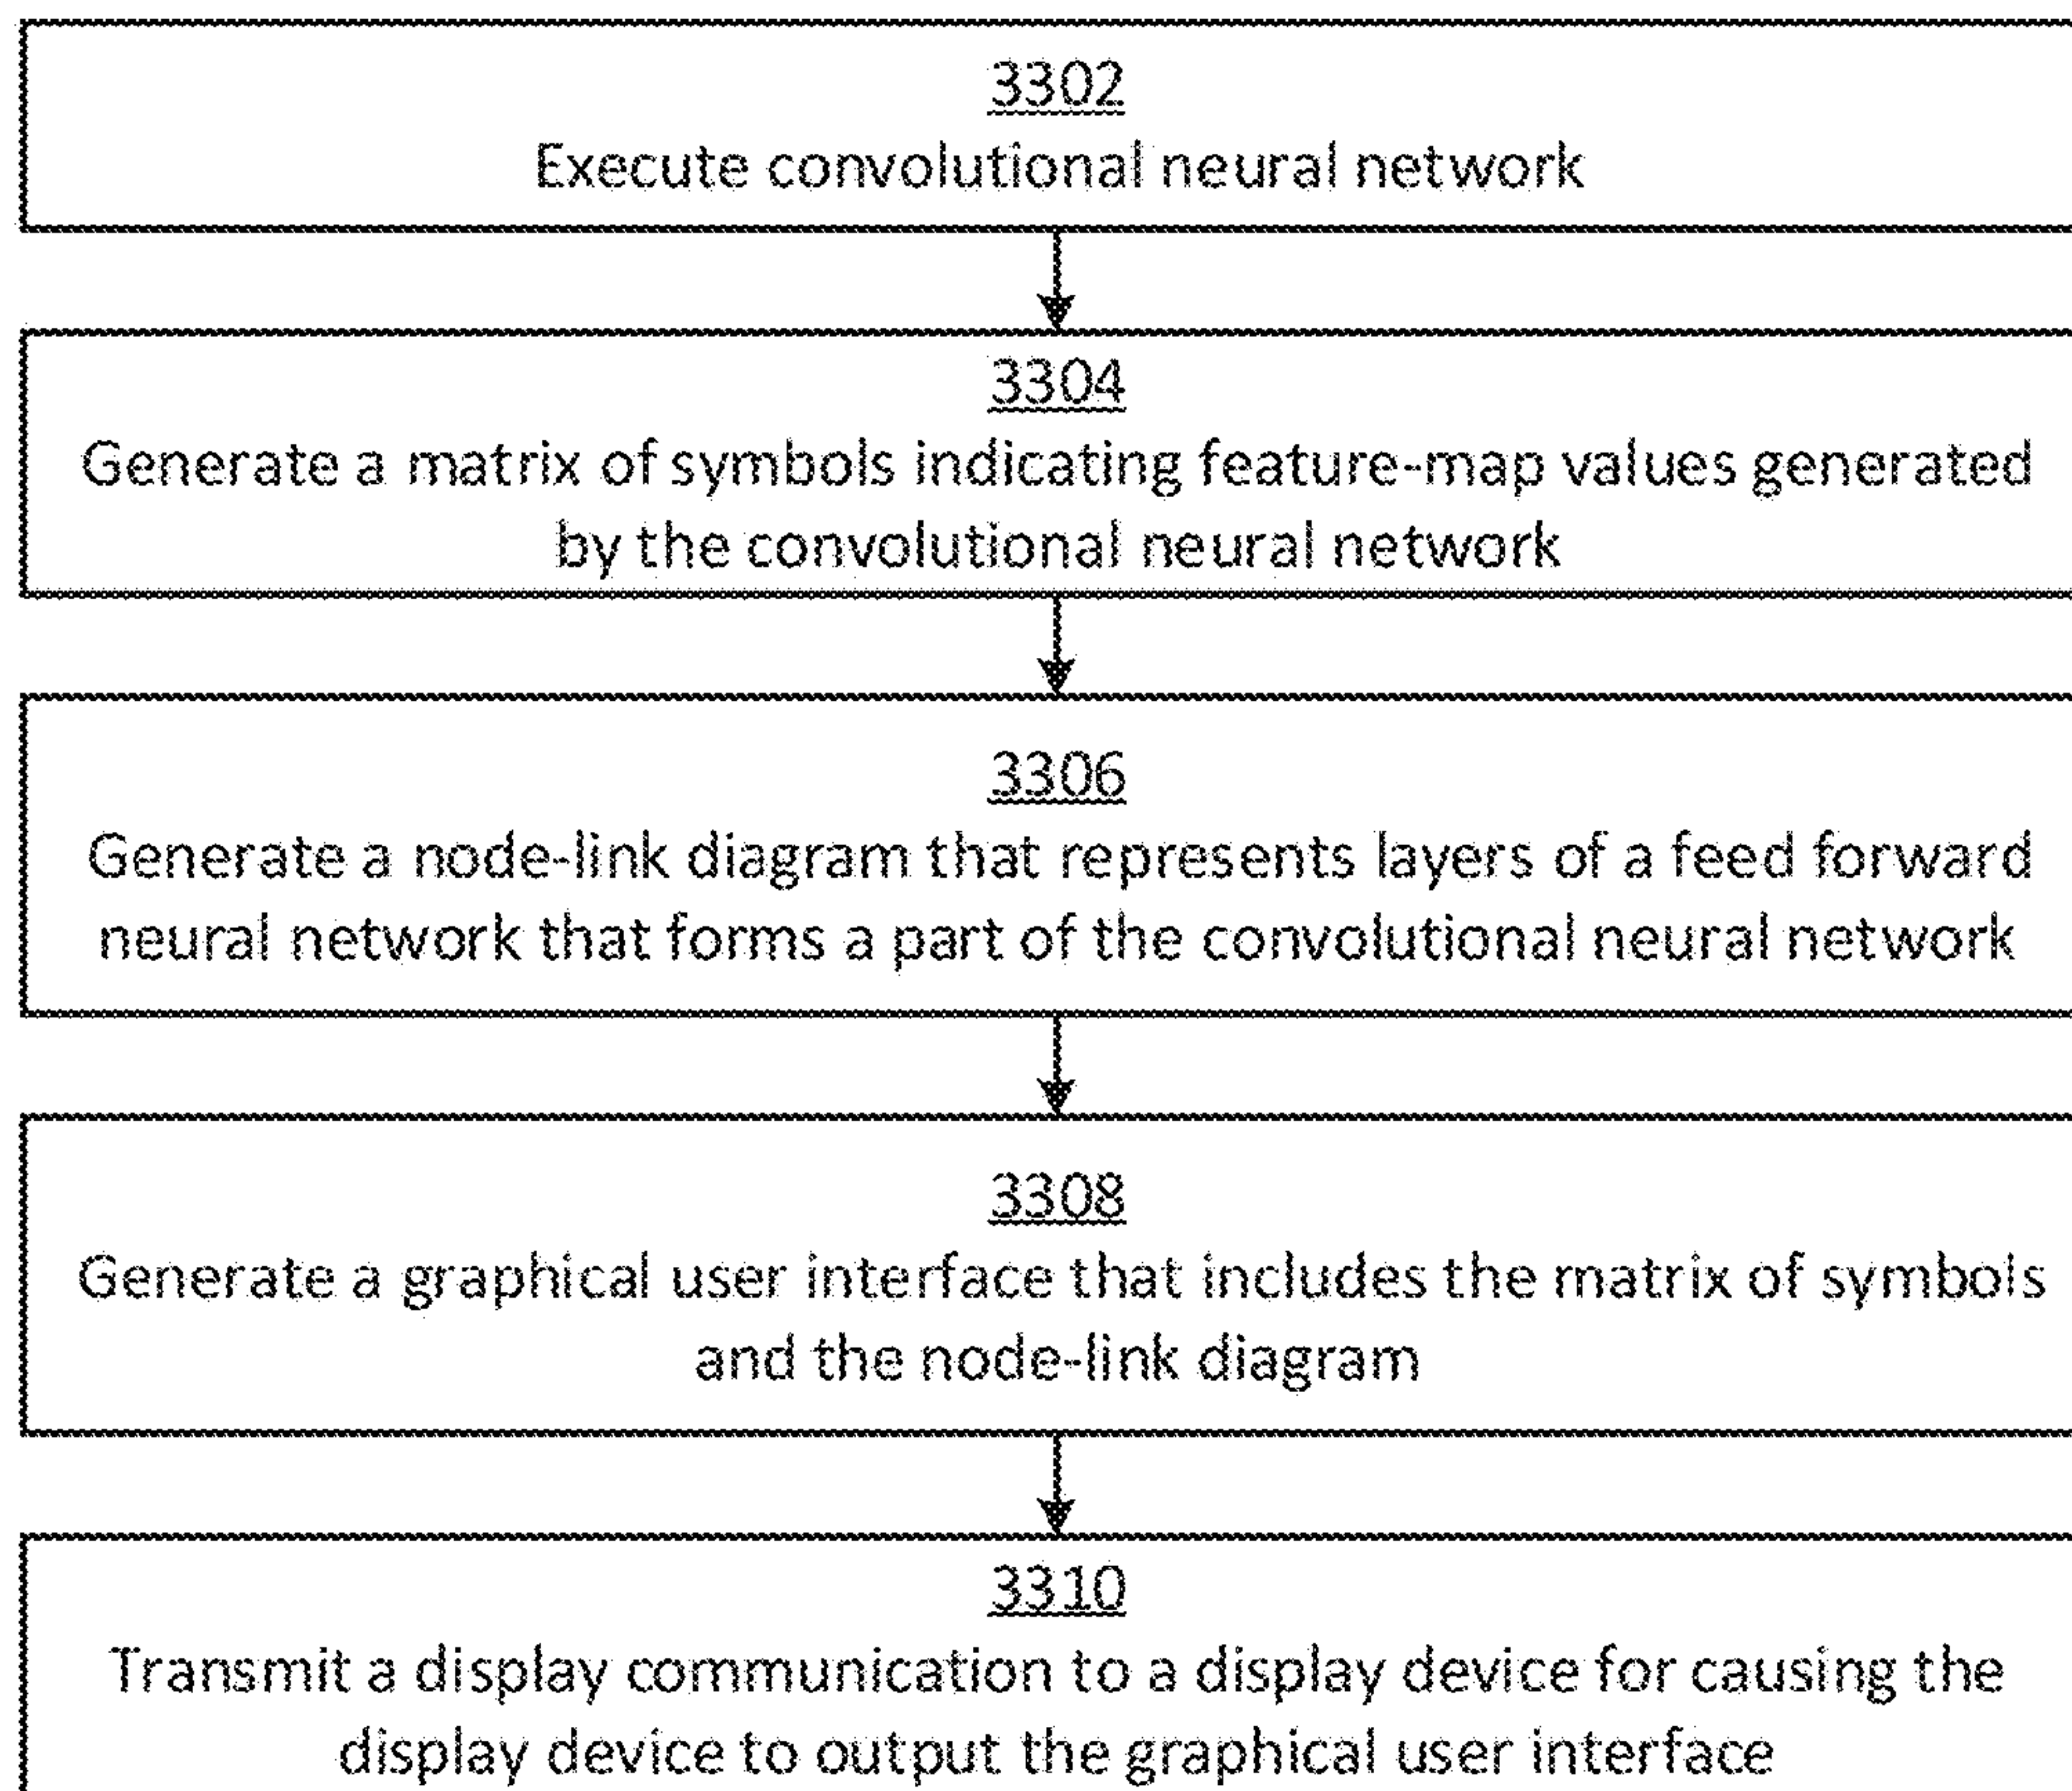 3302
Execute convolutional neural network
3304
Generate a matrix of symbols indicating feature-map values generated
by the convolutional neural network
3306
Generate a node-link diagram that represents layers of a feed forward
neural network that forms a part of the convolutional neural network
3308
Generate a graphical user interface that includes the matrix of symbols
and the node-link diagram
3310
Transmit a display communication to a display device for causing the
display device to output the graphical user interface